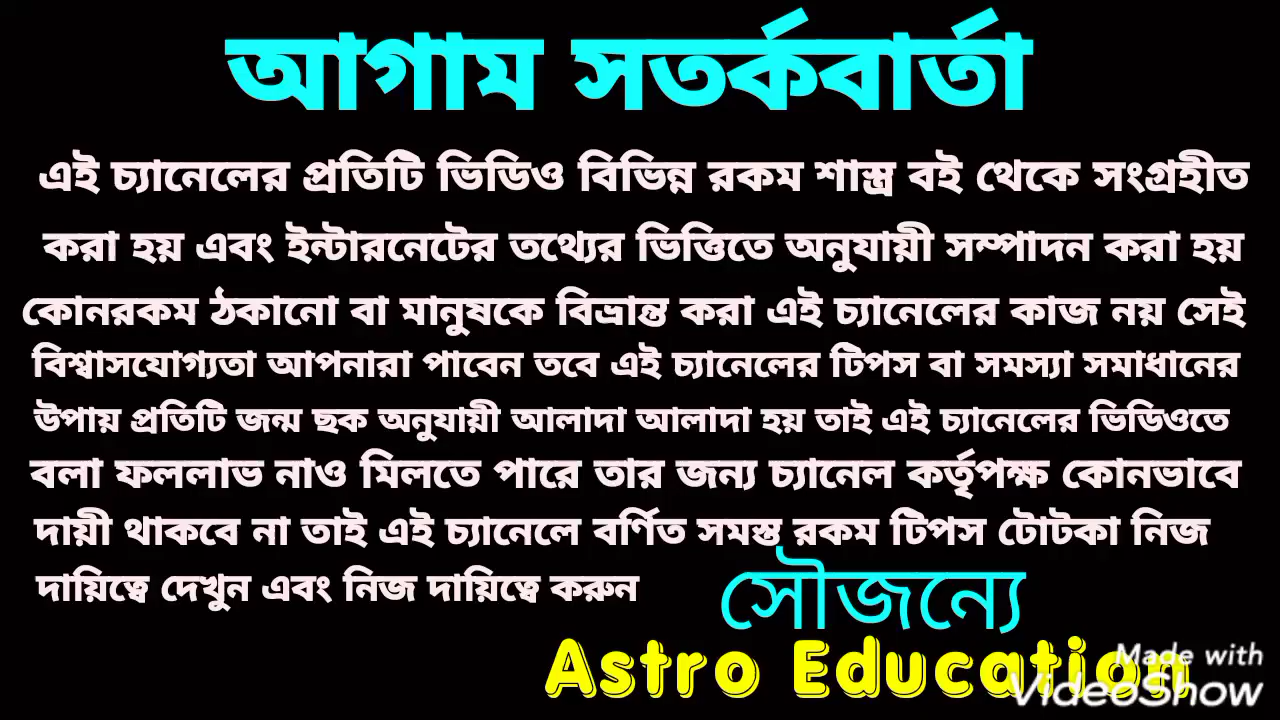 আগাম সতর্কবার্তা
এই চ্যানেলের প্রতিটি ভিডিও বিভিন্ন রকম শাস্ত্র বই থেকে সংগ্রহীত
করা হয় এবং ইন্টারনেটের তথ্যের ভিত্তিতে অনুযায়ী সম্পাদন করা হয়
কোনরকম ঠকানো বা মানুষকে বিভ্রান্ত করা এই চ্যানেলের কাজ নয় সেই
বিশ্বাসযোগ্যতা আপনারা পাবেন তবে এই চ্যানেলের টিপস বা সমস্যা সমাধানের
উপায় প্রতিটি জন্ম ছক অনুযায়ী আলাদা আলাদা হয় তাই এই চ্যানেলের ভিডিওতে
বলা ফললাভ নাও মিলতে পারে তার জন্য চ্যানেল কর্তৃপক্ষ কোনভাবে
দায়ী থাকবে না তাই এই চ্যানেলে বর্ণিত সমস্ত রকম টিপস টোটকা নিজ
দায়িত্বে দেখুন এবং নিজ দায়িত্বে করুন
সৌজন্যে
Astro Education
Made with
VideoShow